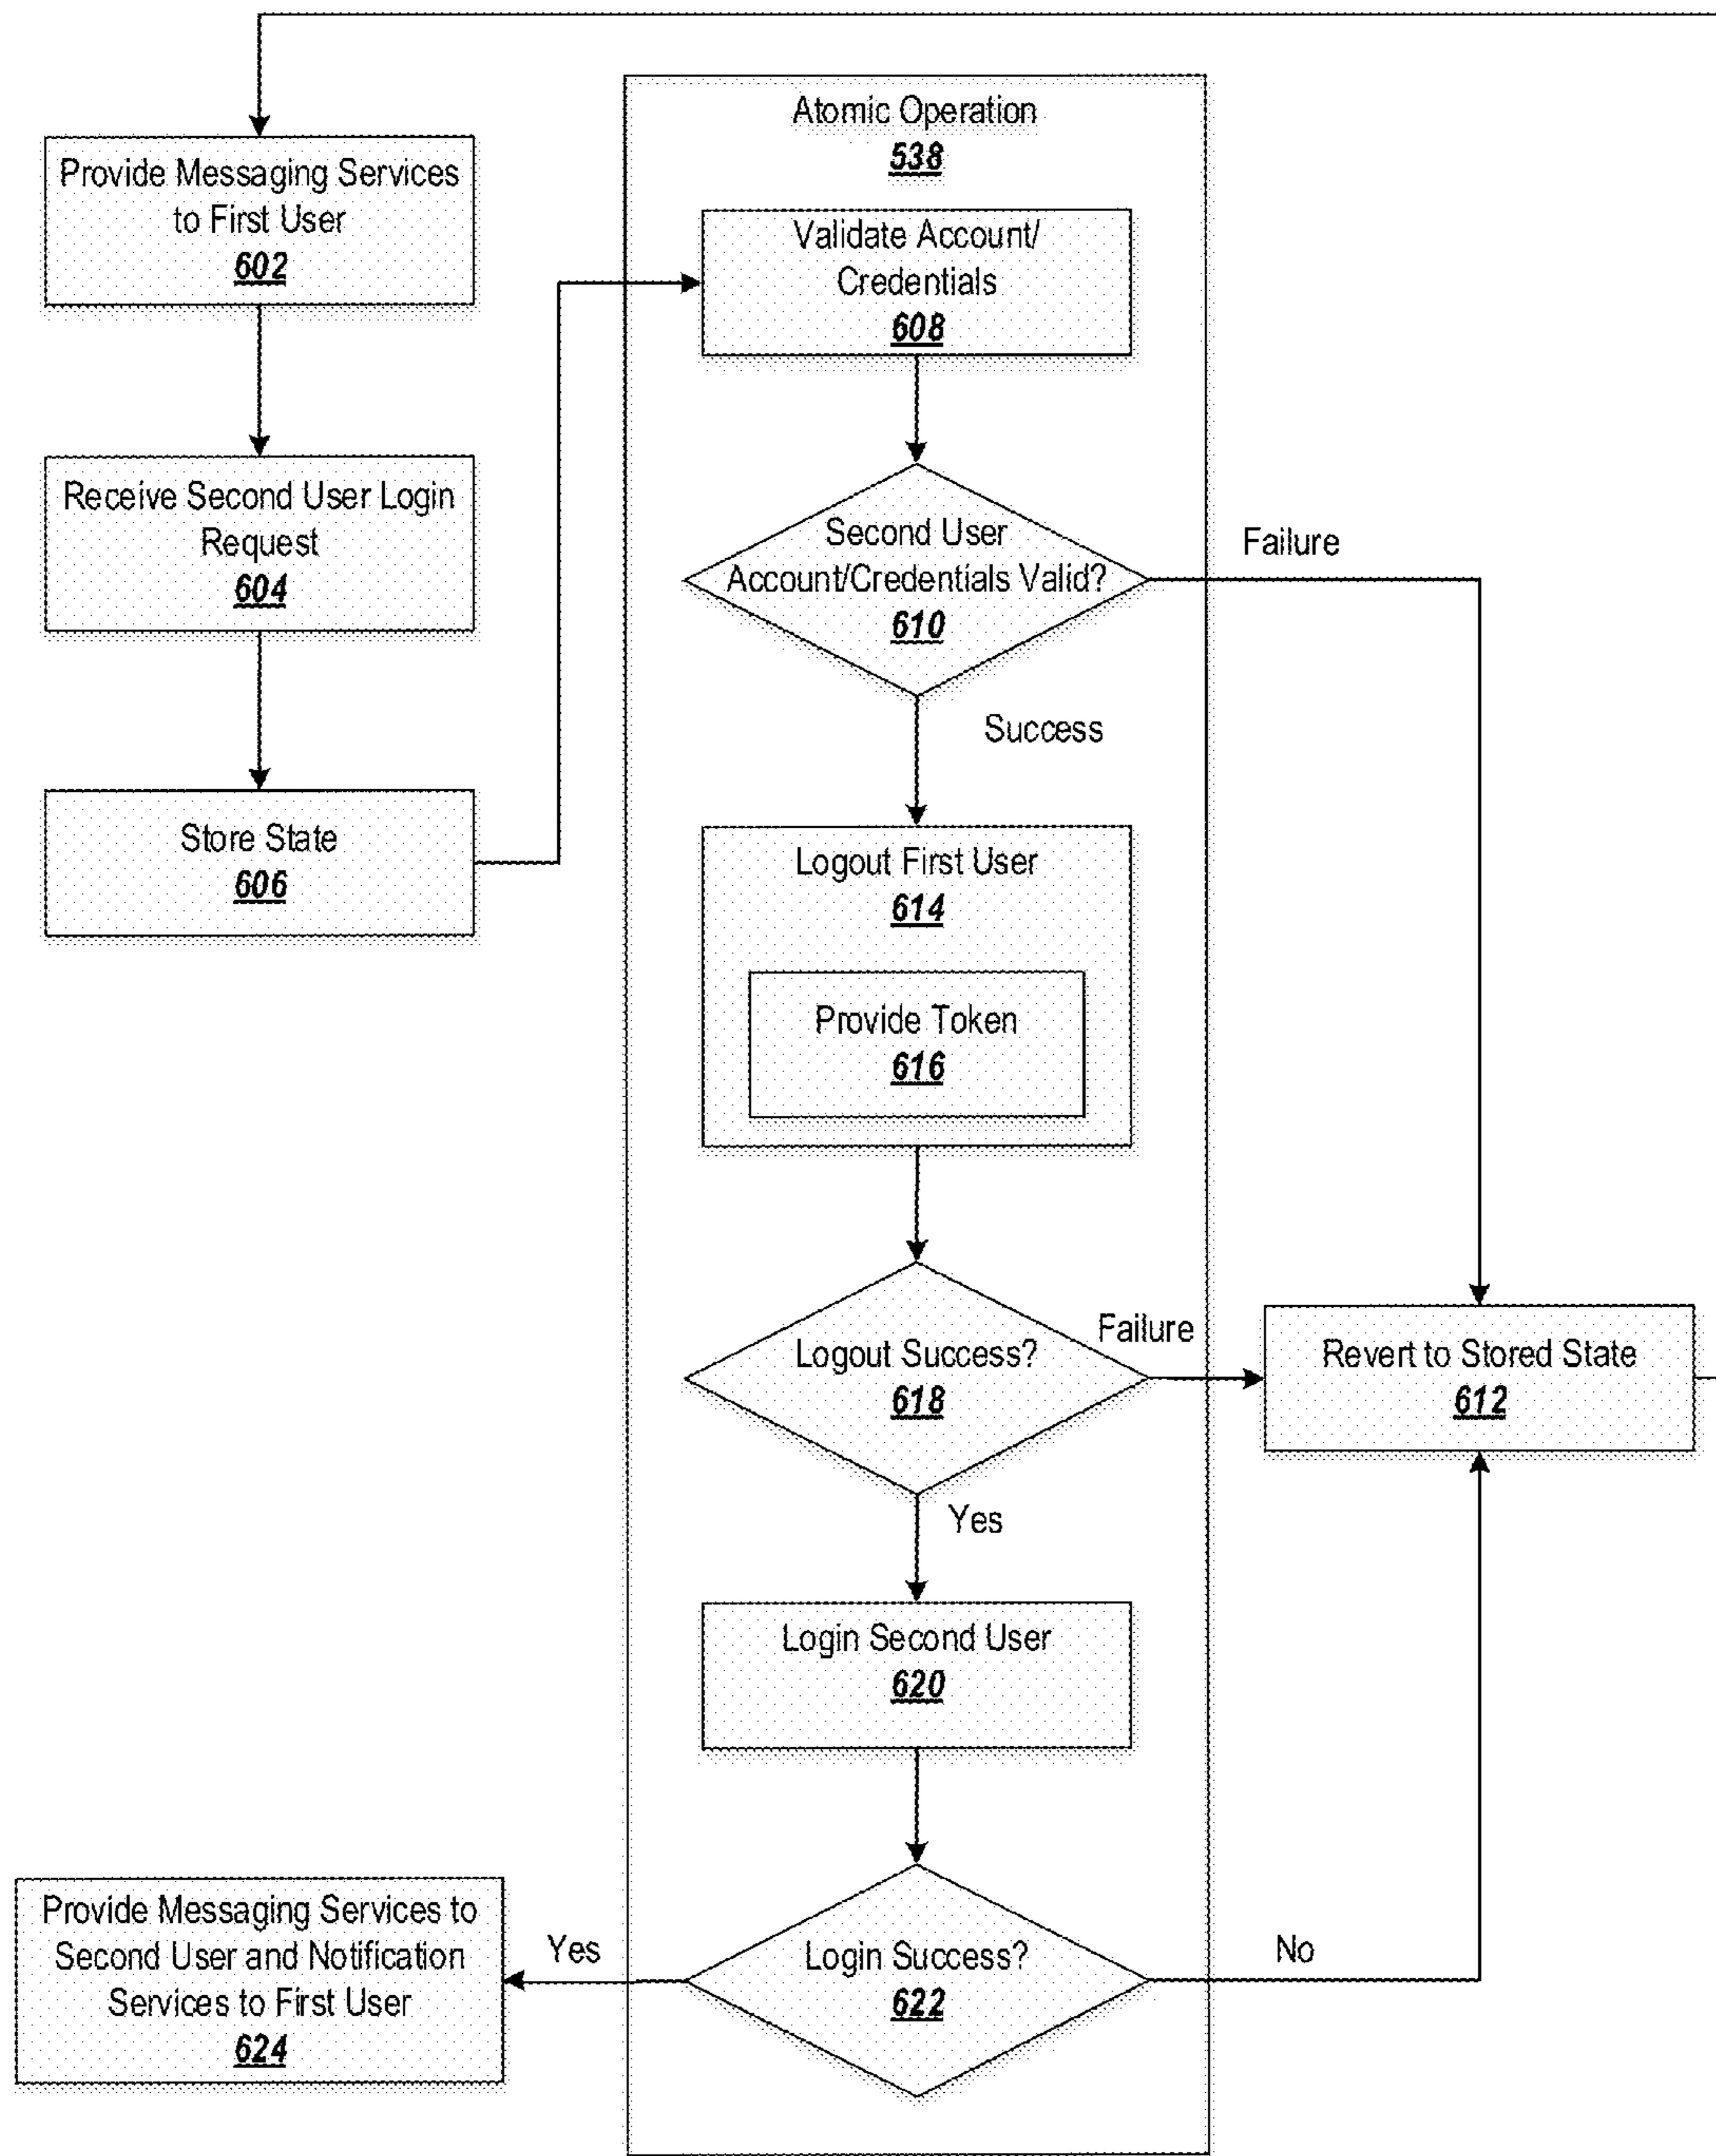 Provide Messaging Services
to First User
602
Receive Second User Login
Request
604
Store State
606
Atomic Operation
538
Validate Account/
Credentials
608
Second User
Account/Credentials Valid?
610
Failure
Success
Logout First User
614
Provide Token
616
Logout Success?
618
Failure
Revert to Stored State
612
Yes
Login Second User
620
Login Success?
622
Yes
No
Provide Messaging Services to
Second User and Notification
Services to First User
624